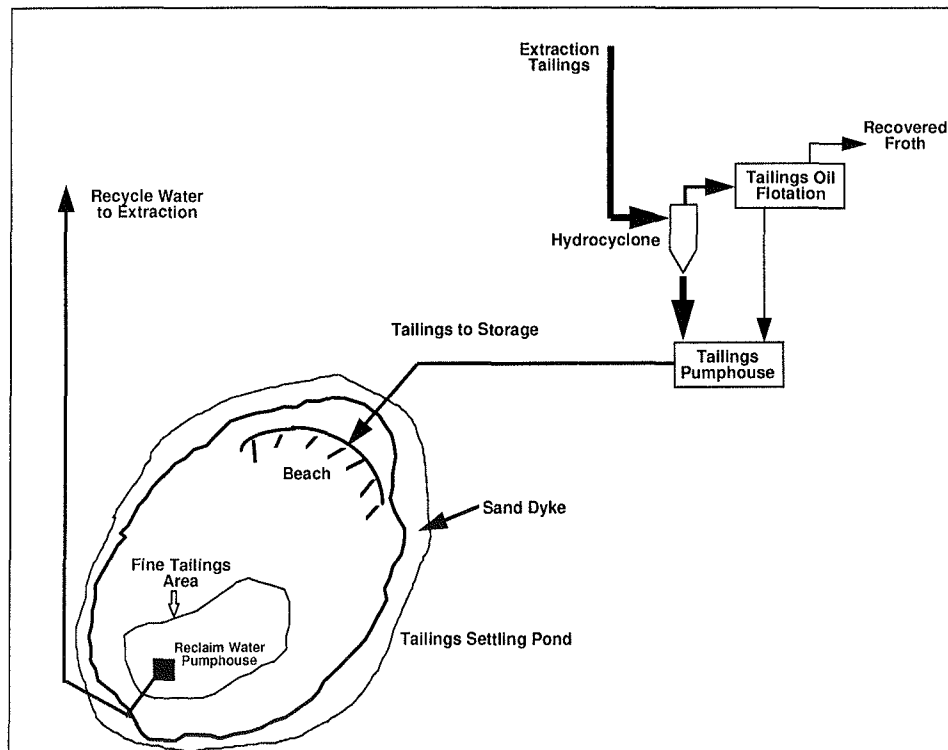 Extraction
Tailings
Recovered
Froth
Tailings Oil
Flotation
Recycle Water
to Extraction
Hydrocyclone
Tailings to Storage
Tailings
Pumphouse
Beach
Sand Dyke
Fine Tailings
Area
Tailings Settling Pond
Reclaim Water
Pumphouse